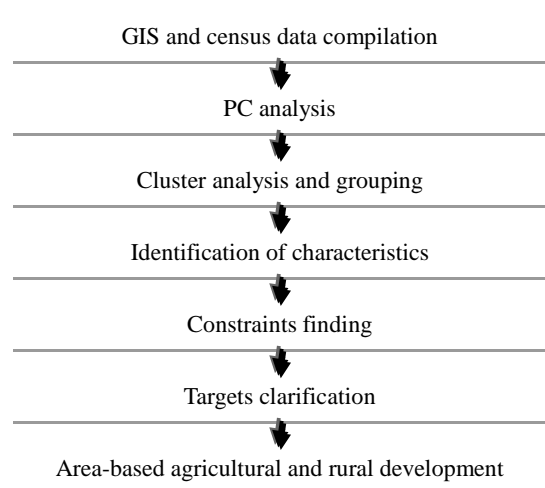 GIS and census data compilation
PC analysis
Cluster analysis and grouping
Identification of characteristics
Constraints finding
Targets clarification
Area-based agricultural and rural development